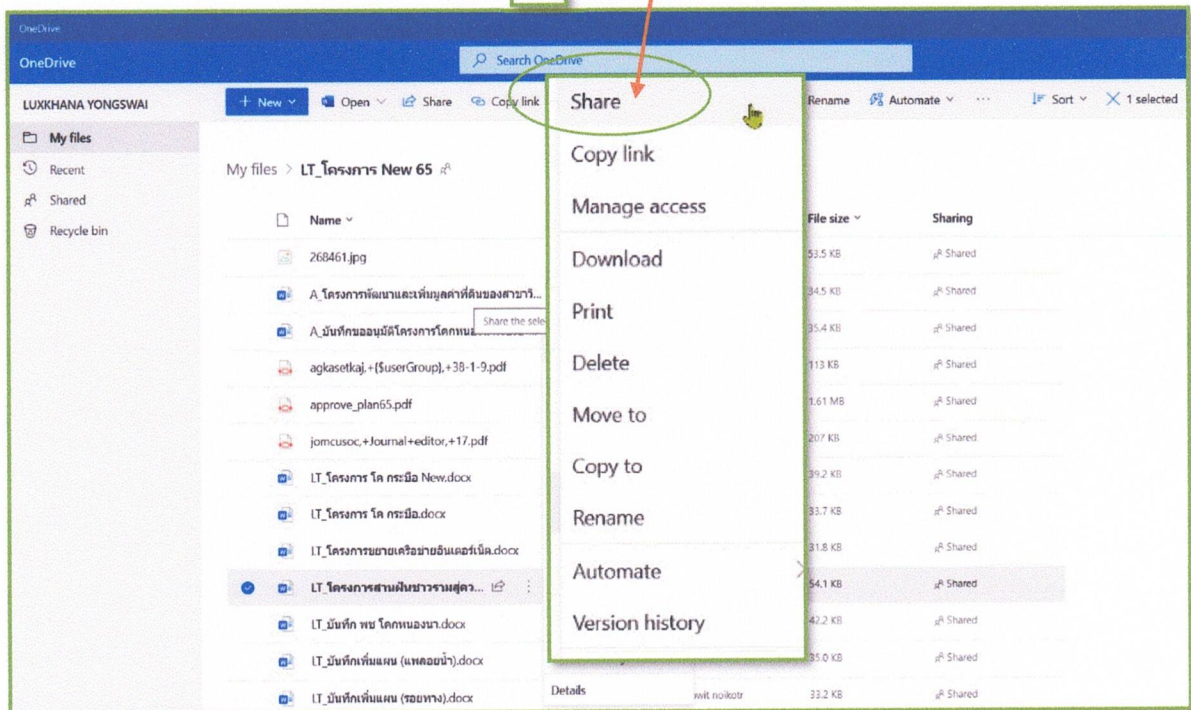 OneDrive
OneDrive
Search OneDrive
LUXKHANA YONGSWAI
+ New
Open
Share
Copy link
Rename
Automate
Sort
1 selected
My files
Recent
Shared
Recycle bin
My files > LT_โครงการ New 65
Name
File size
Sharing
268461.jpg
53.5 KB
Shared
A_โครงการพัฒนาและเพิ่มมูลค่าที่ดินของสาขาวิ...
34.5 KB
Shared
A_บันทึกขออนุมัติโครงการโคกหนอ
Share the sele
35.4 KB
Shared
agkasetkaj,+{$userGroup},+38-1-9.pdf
113 KB
Shared
approve_plan65.pdf
1.61 MB
Shared
jomcusoc,+Journal+editor,+17.pdf
207 KB
Shared
LT_โครงการ โค กระบือ New.docx
39.2 KB
Shared
LT_โครงการ โค กระบือ.docx
33.7 KB
Shared
LT_โครงการขยายเครือข่ายอินเตอร์เน็ต.docx
31.8 KB
Shared
LT_โครงการสานฝันชาวรามสู่คว...
54.1 KB
Shared
LT_บันทึก พช โคกหนองนา.docx
42.2 KB
Shared
LT_บันทึกเพิ่มแผน (แพลอยน้ำ).docx
35.0 KB
Shared
LT_บันทึกเพิ่มแผน (รอยทาง).docx
wit noikotr
33.2 KB
Shared
Share
Copy link
Manage access
Download
Print
Delete
Move to
Copy to
Rename
Automate
Version history
Details